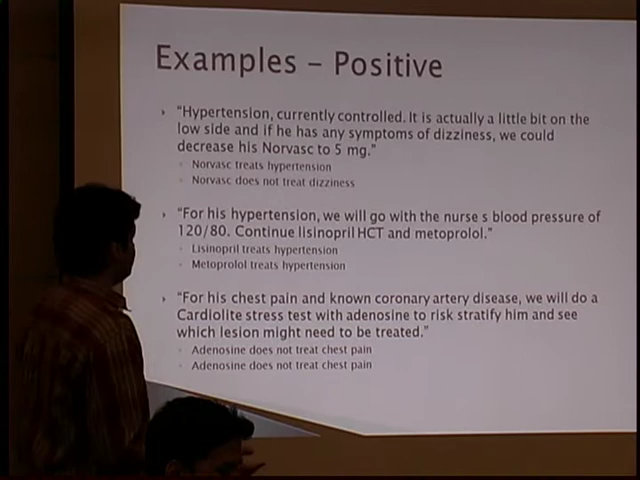 Examples – Positive
"Hypertension, currently controlled. It is actually a little bit on the
low side and if he has any symptoms of dizziness, we could
decrease his Norvasc to 5 mg."
Norvasc treats hypertension
Norvasc does not treat dizziness
"For his hypertension, we will go with the nurse s blood pressure of
120/80. Continue lisinopril HCT and metoprolol."
Lisinopril treats hypertension
Metoprolol treats hypertension
"For his chest pain and known coronary artery disease, we will do a
Cardiolite stress test with adenosine to risk stratify him and see
which lesion might need to be treated."
Adenosine does not treat chest pain
Adenosine does not treat chest pain